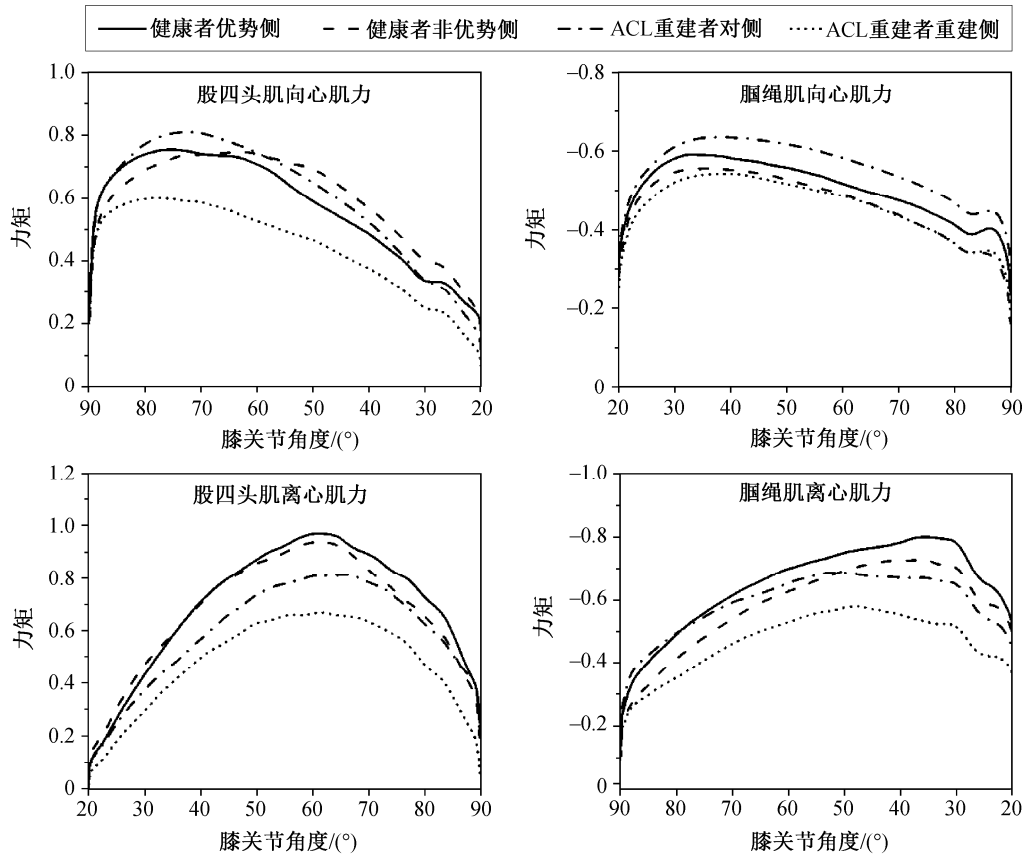 健康者优势侧 健康者非优势侧 ACL重建者对侧 ACL重建者重建侧
股四头肌向心肌力
1.0
0.8
0.6
0.4
0.2
0
力矩
90 80 70 60 50 40 30 20
膝关节角度/(°)
腘绳肌向心肌力
–0.8
–0.6
–0.4
–0.2
0
力矩
20 30 40 50 60 70 80 90
膝关节角度/(°)
股四头肌离心肌力
1.2
1.0
0.8
0.6
0.4
0.2
0
力矩
20 30 40 50 60 70 80 90
膝关节角度/(°)
腘绳肌离心肌力
–1.0
–0.8
–0.6
–0.4
–0.2
0
力矩
90 80 70 60 50 40 30 20
膝关节角度/(°)